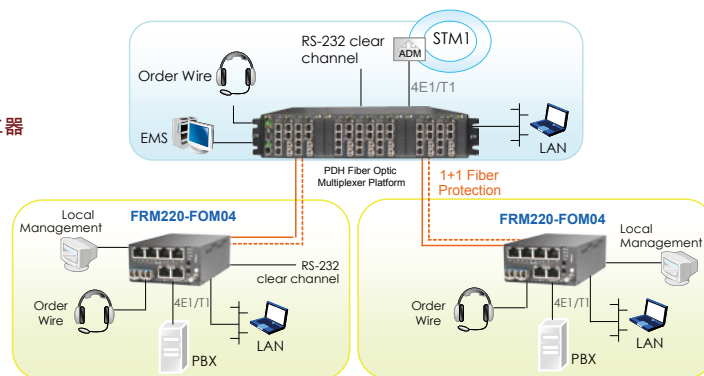 STM1
RS-232 clear
channel
ADM
Order Wire
4E1/T1
器
EMS
LAN
PDH Fiber Optic
Multiplexer Platform
1+1 Fiber
Protection
Local
Management
FRM220-FOM04
RS-232
clear channel
Order
Wire
4E1/T1
LAN
PBX
FRM220-FOM04
Local
Management
Order
Wire
4E1/T1
LAN
PBX